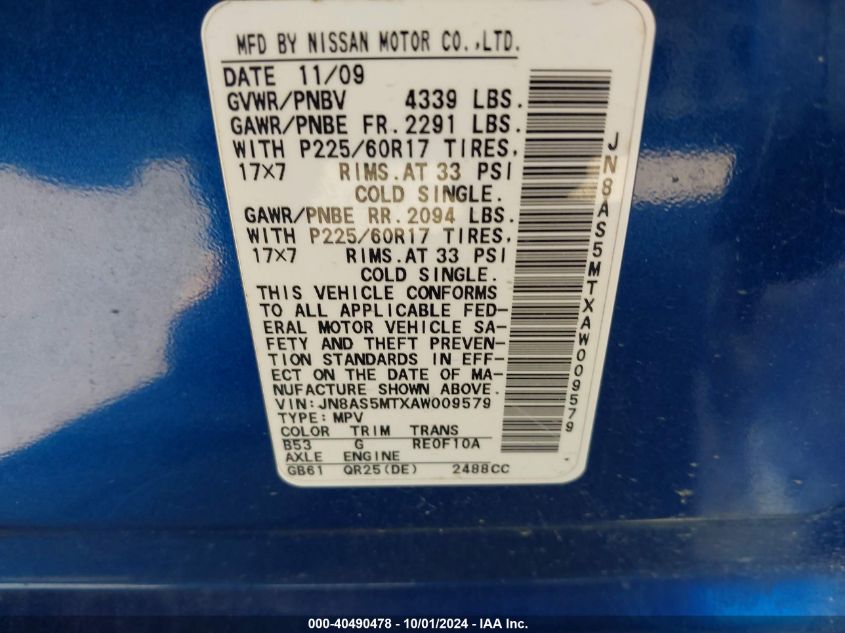 MFD BY NISSAN MOTOR CO.,LTD.
DATE 11/09
GVWR/PNBV 4339 LBS.
GAWR/PNBE FR. 2291 LBS.
WITH P225/60R17 TIRES,
17x7 RIMS.AT 33 PSI
COLD SINGLE.
GAWR/PNBE RR. 2094 LBS.
WITH P225/60R17 TIRES,
17x7 RIMS.AT 33 PSI
COLD SINGLE.
THIS VEHICLE CONFORMS
TO ALL APPLICABLE FED-
ERAL MOTOR VEHICLE SA-
FETY AND THEFT PREVEN-
TION STANDARDS IN EFF-
ECT ON THE DATE OF MA-
NUFACTURE SHOWN ABOVE.
VIN:JN8AS5MTXAW009579
TYPE:MPV
COLOR TRIM TRANS
B53 G RE0F10A
AXLE ENGINE
GB61 QR25(DE) 2488CC
JN8AS5MTXAW009579
000-40490478 - 10/01/2024 - IAA Inc.